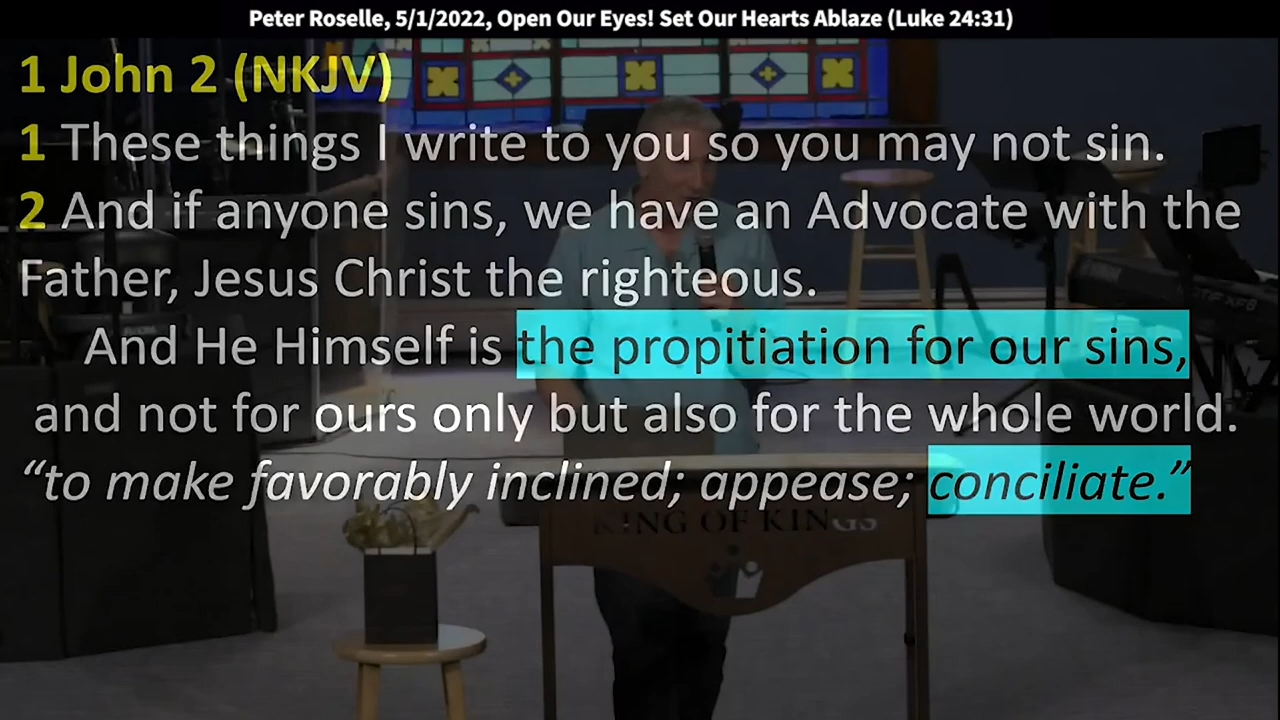 Peter Roselle, 5/1/2022, Open Our Eyes! Set Our Hearts Ablaze (Luke 24:31)
1 John 2 (NKJV)
1 These things I write to you so you may not sin.
2 And if anyone sins, we have an Advocate with the
Father, Jesus Christ the righteous.
And He Himself is the propitiation for our sins,
and not for ours only but also for the whole world.
“to make favorably inclined; appease; conciliate.”
KING OF KINGS